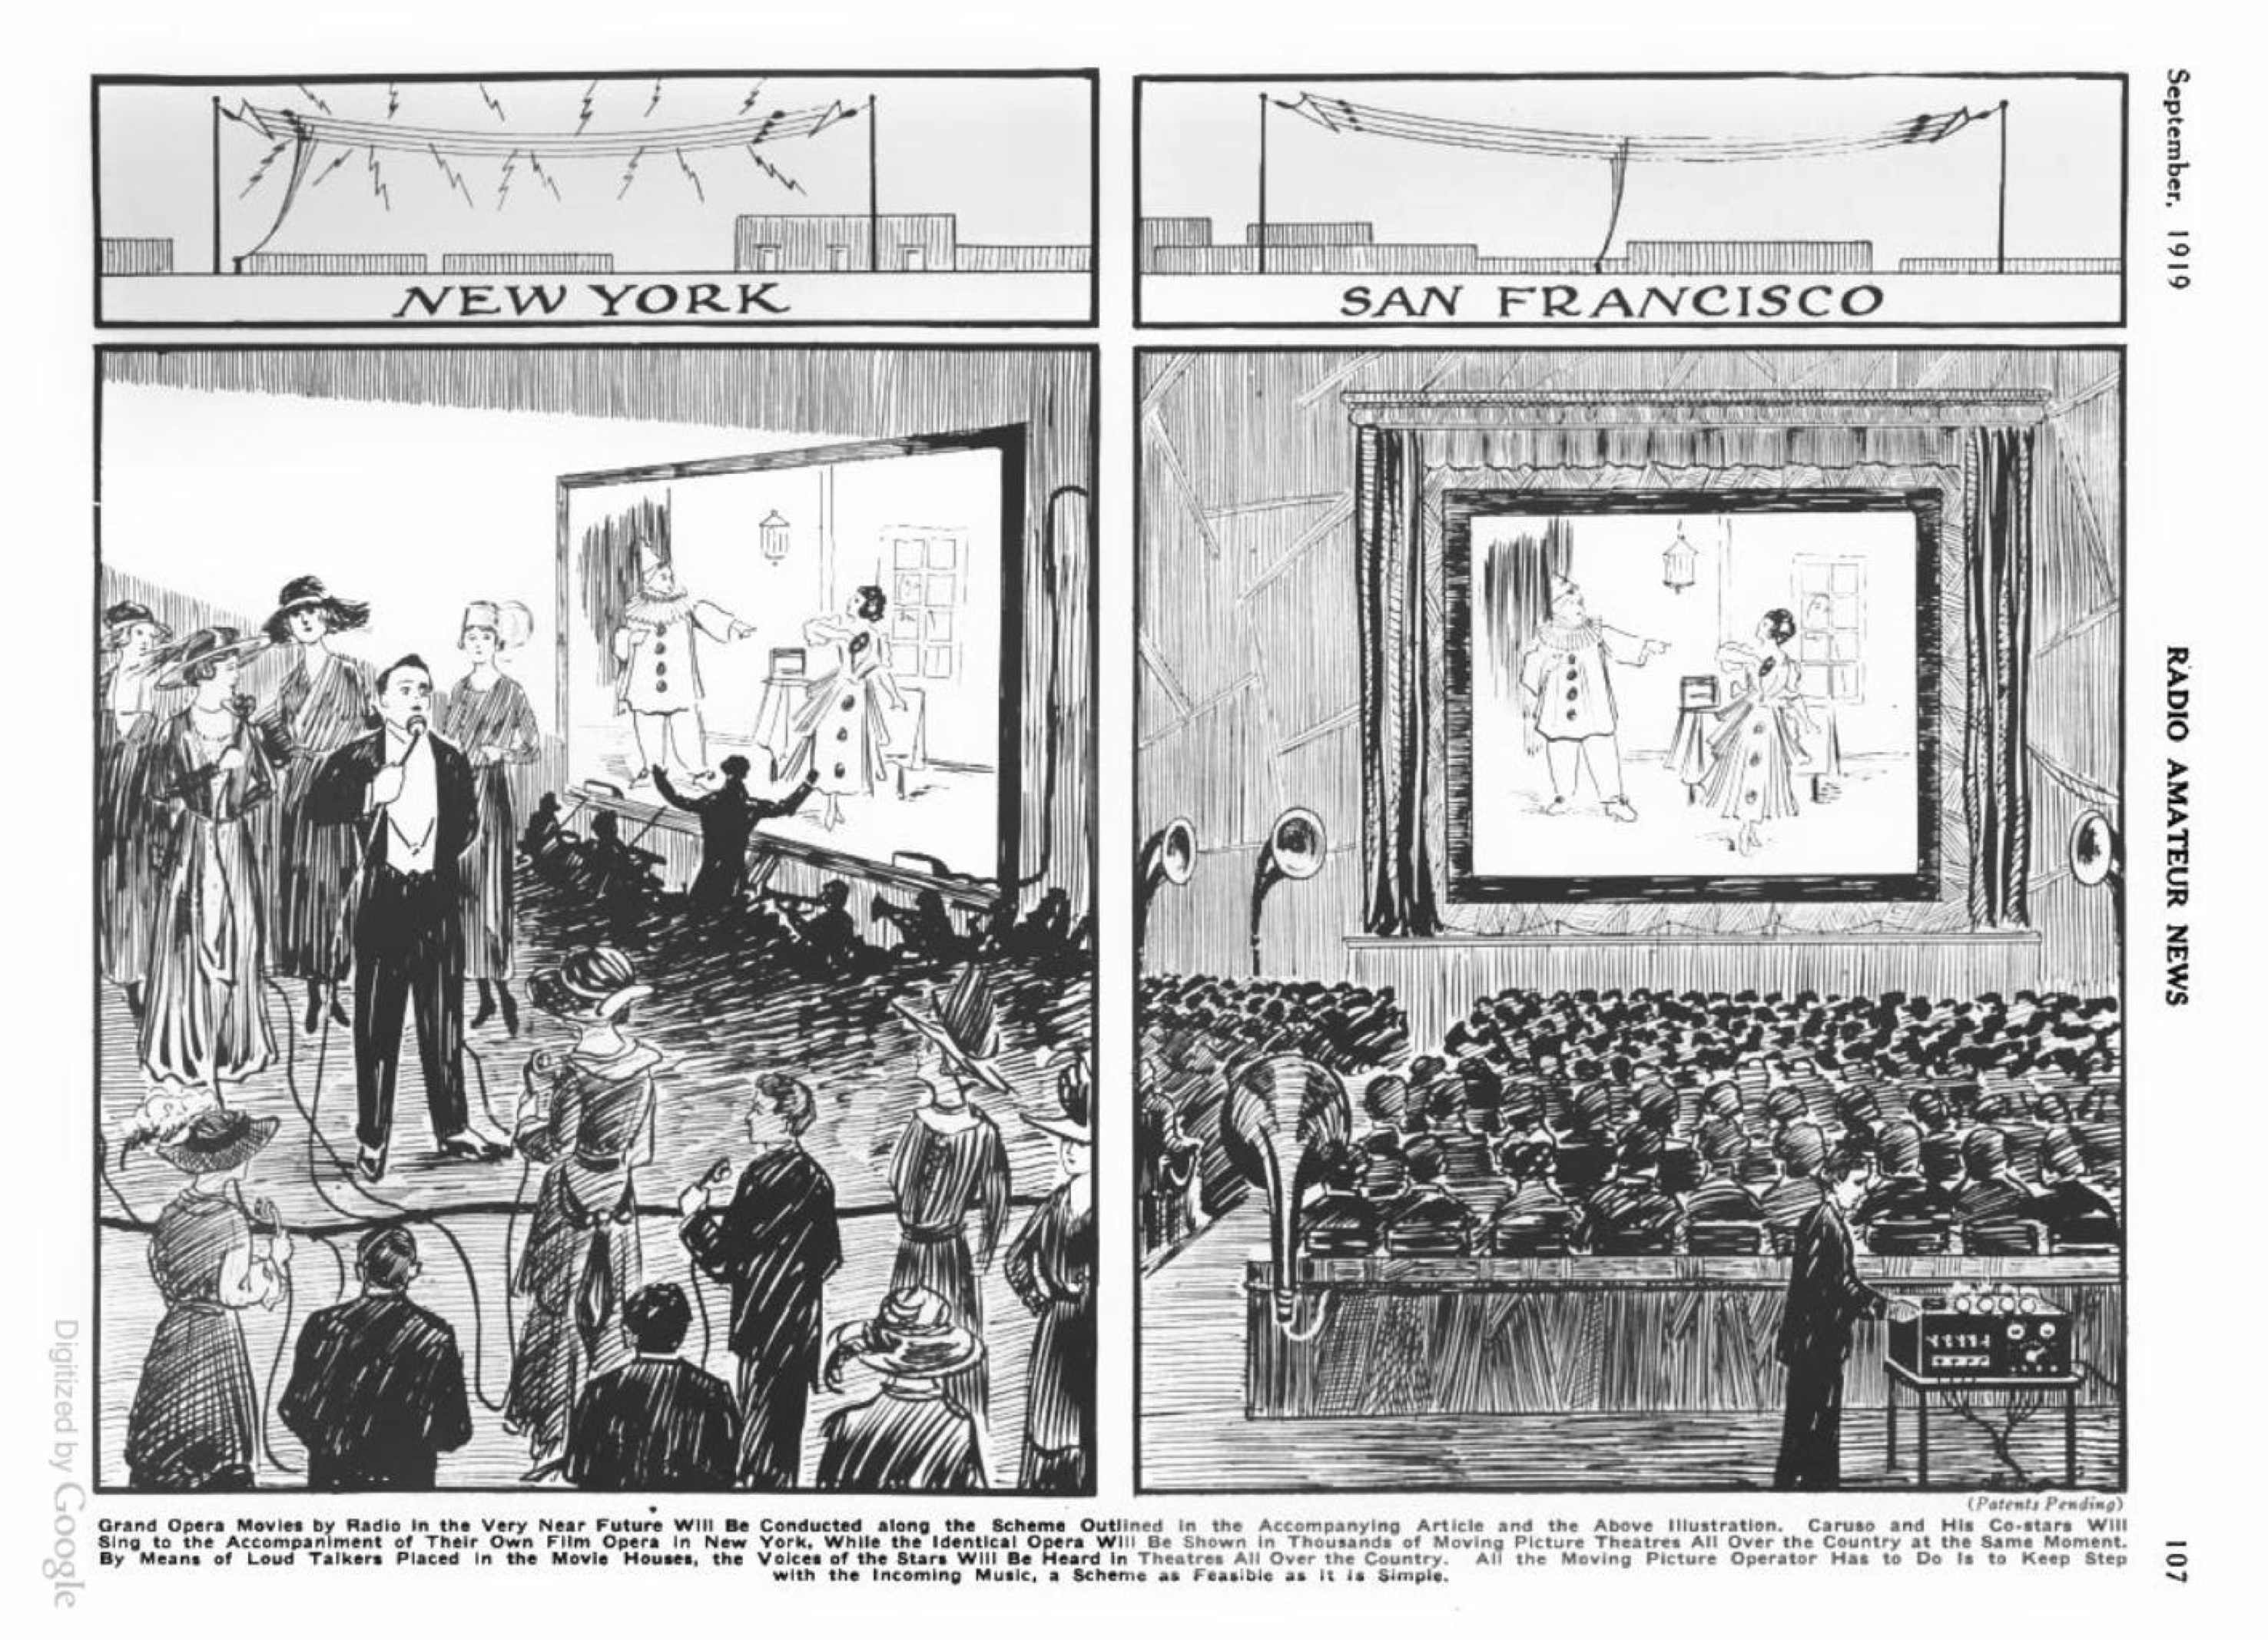 September, 1919
RADIO AMATEUR NEWS
107
NEW YORK
SAN FRANCISCO
(Patents Pending)
Grand Opera Movies by Radio in the Very Near Future Will Be Conducted along the Scheme Outlined in the Accompanying Article and the Above Illustration. Caruso and His Co-stars Will
Sing to the Accompaniment of Their Own Film Opera in New York, While the Identical Opera Will Be Shown in Thousands of Moving Picture Theatres All Over the Country at the Same Moment.
By Means of Loud Talkers Placed in the Movie Houses, the Voices of the Stars Will Be Heard in Theatres All Over the Country. All the Moving Picture Operator Has to Do Is to Keep Step
with the Incoming Music, a Scheme as Feasible as it is Simple.
Digitized by Google